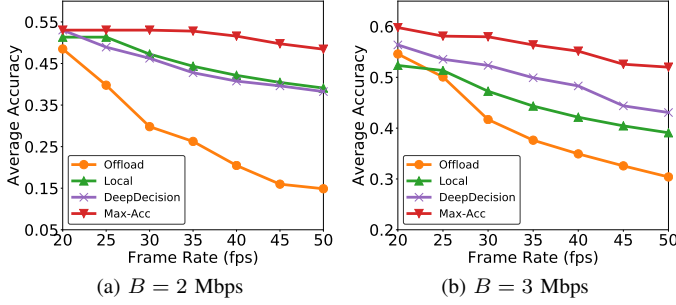 Average Accuracy
0.55
0.45
0.35
0.25
0.15
0.05
Offload
Local
DeepDecision
Max-Acc
20 25 30 35 40 45 50
Frame Rate (fps)
(a) B = 2 Mbps
Average Accuracy
0.6
0.5
0.4
0.3
0.2
Offload
Local
DeepDecision
Max-Acc
20 25 30 35 40 45 50
Frame Rate (fps)
(b) B = 3 Mbps